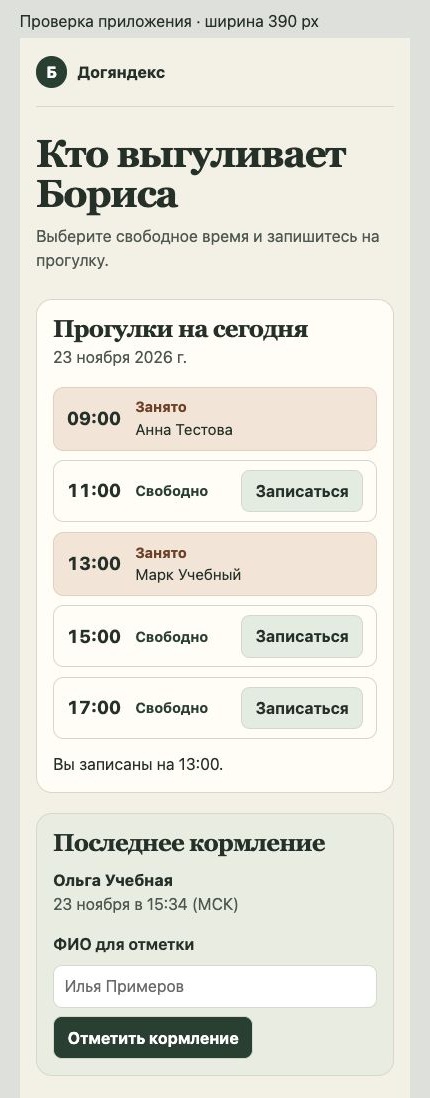 Проверка приложения · ширина 390 px
Б Догяндекс
Кто выгуливает
Бориса
Выберите свободное время и запишитесь на
прогулку.
Прогулки на сегодня
23 ноября 2026 г.
09:00
Занято
Анна Тестова
11:00 Свободно Записаться
13:00
Занято
Марк Учебный
15:00 Свободно Записаться
17:00 Свободно Записаться
Вы записаны на 13:00.
Последнее кормление
Ольга Учебная
23 ноября в 15:34 (МСК)
ФИО для отметки
Илья Примеров
Отметить кормление